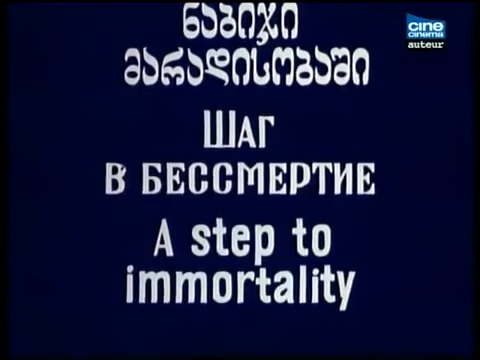 ნაბიჯი
მარადისობაში
ШАГ
В БЕССМЕРТИЕ
A step to
immortality
CINE
CINEMA
auteur